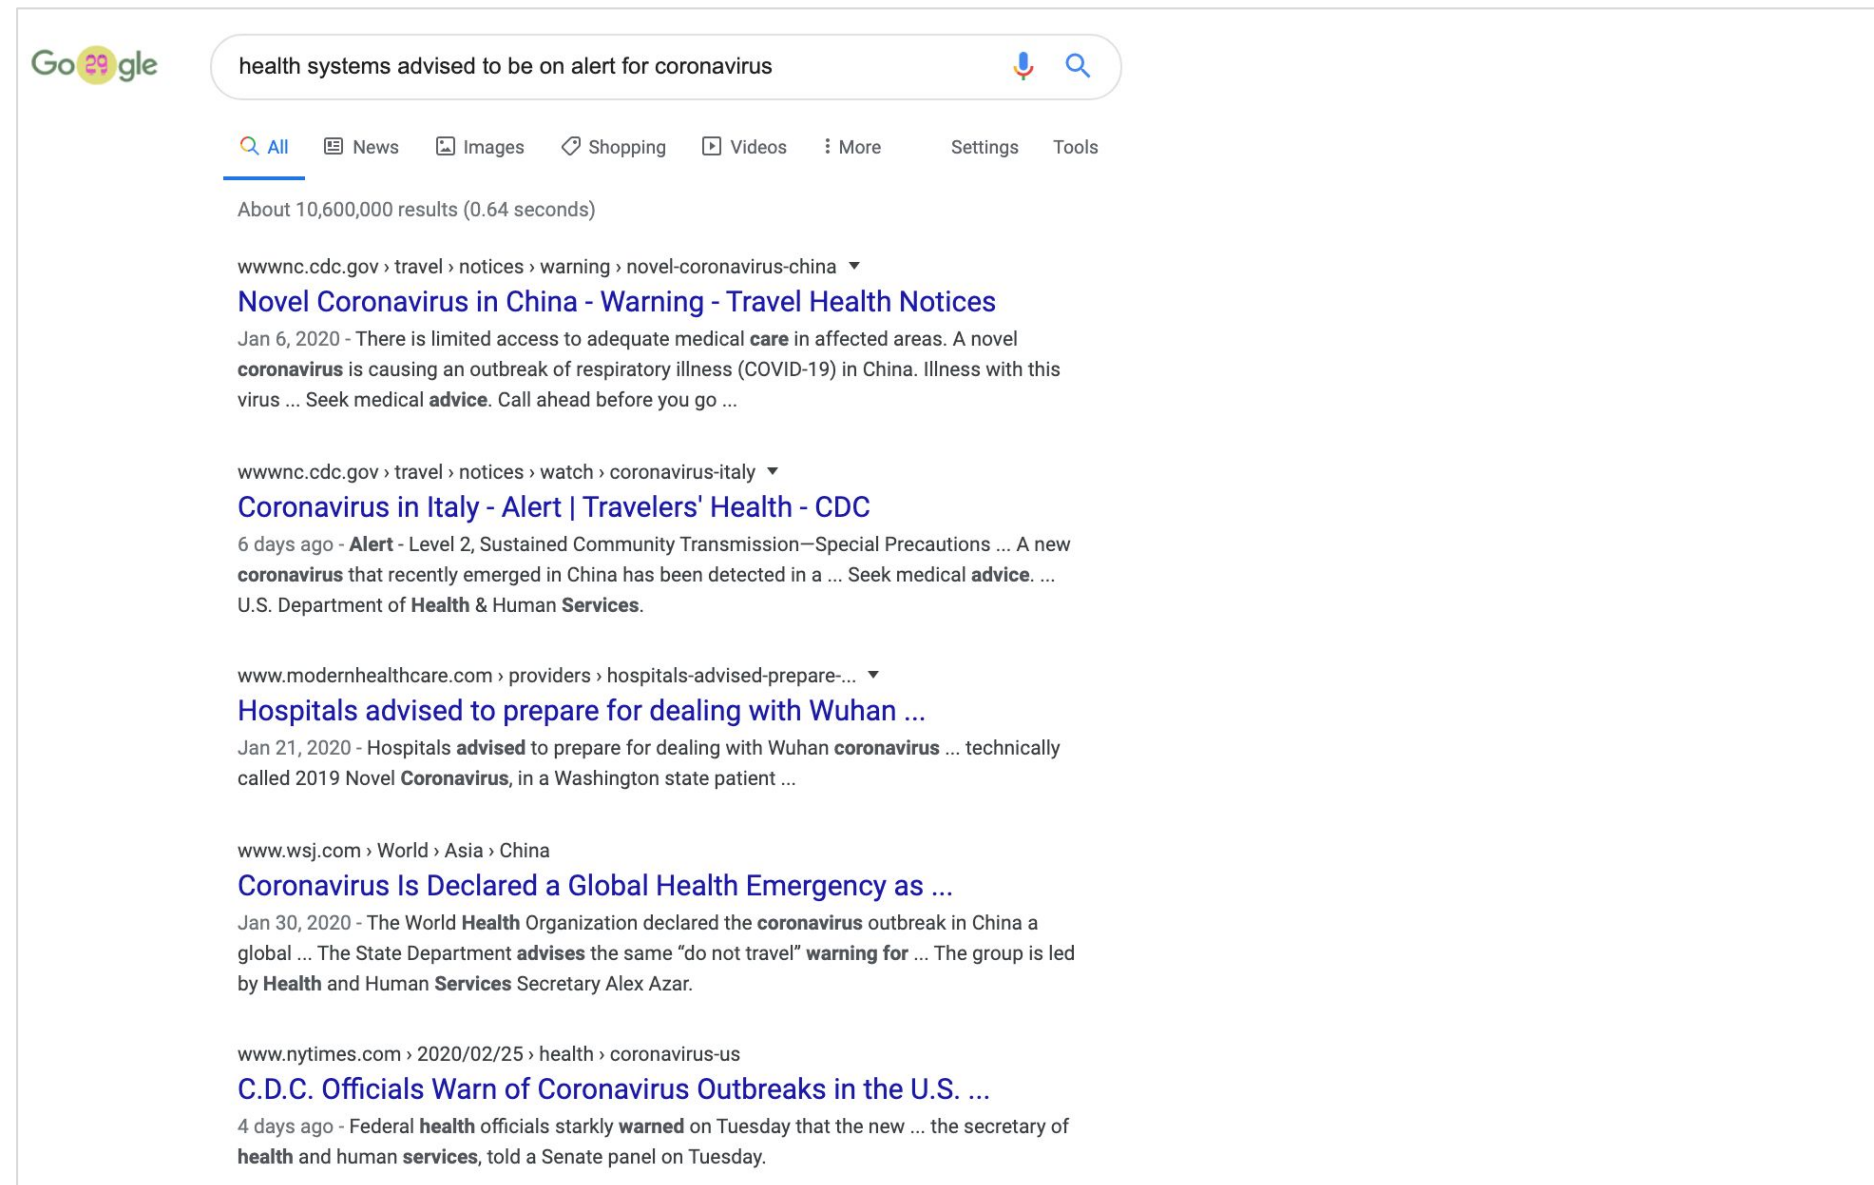 Go29gle
health systems advised to be on alert for coronavirus
All News Images Shopping Videos More Settings Tools
About 10,600,000 results (0.64 seconds)
wwwnc.cdc.gov › travel › notices › warning › novel-coronavirus-china
Novel Coronavirus in China - Warning - Travel Health Notices
Jan 6, 2020 - There is limited access to adequate medical care in affected areas. A novel
coronavirus is causing an outbreak of respiratory illness (COVID-19) in China. Illness with this
virus ... Seek medical advice. Call ahead before you go ...
wwwnc.cdc.gov › travel › notices › watch › coronavirus-italy
Coronavirus in Italy - Alert | Travelers' Health - CDC
6 days ago - Alert - Level 2, Sustained Community Transmission—Special Precautions ... A new
coronavirus that recently emerged in China has been detected in a ... Seek medical advice. ...
U.S. Department of Health & Human Services.
www.modernhealthcare.com › providers › hospitals-advised-prepare-...
Hospitals advised to prepare for dealing with Wuhan ...
Jan 21, 2020 - Hospitals advised to prepare for dealing with Wuhan coronavirus ... technically
called 2019 Novel Coronavirus, in a Washington state patient ...
www.wsj.com › World › Asia › China
Coronavirus Is Declared a Global Health Emergency as ...
Jan 30, 2020 - The World Health Organization declared the coronavirus outbreak in China a
global ... The State Department advises the same “do not travel” warning for ... The group is led
by Health and Human Services Secretary Alex Azar.
www.nytimes.com › 2020/02/25 › health › coronavirus-us
C.D.C. Officials Warn of Coronavirus Outbreaks in the U.S. ...
4 days ago - Federal health officials starkly warned on Tuesday that the new ... the secretary of
health and human services, told a Senate panel on Tuesday.